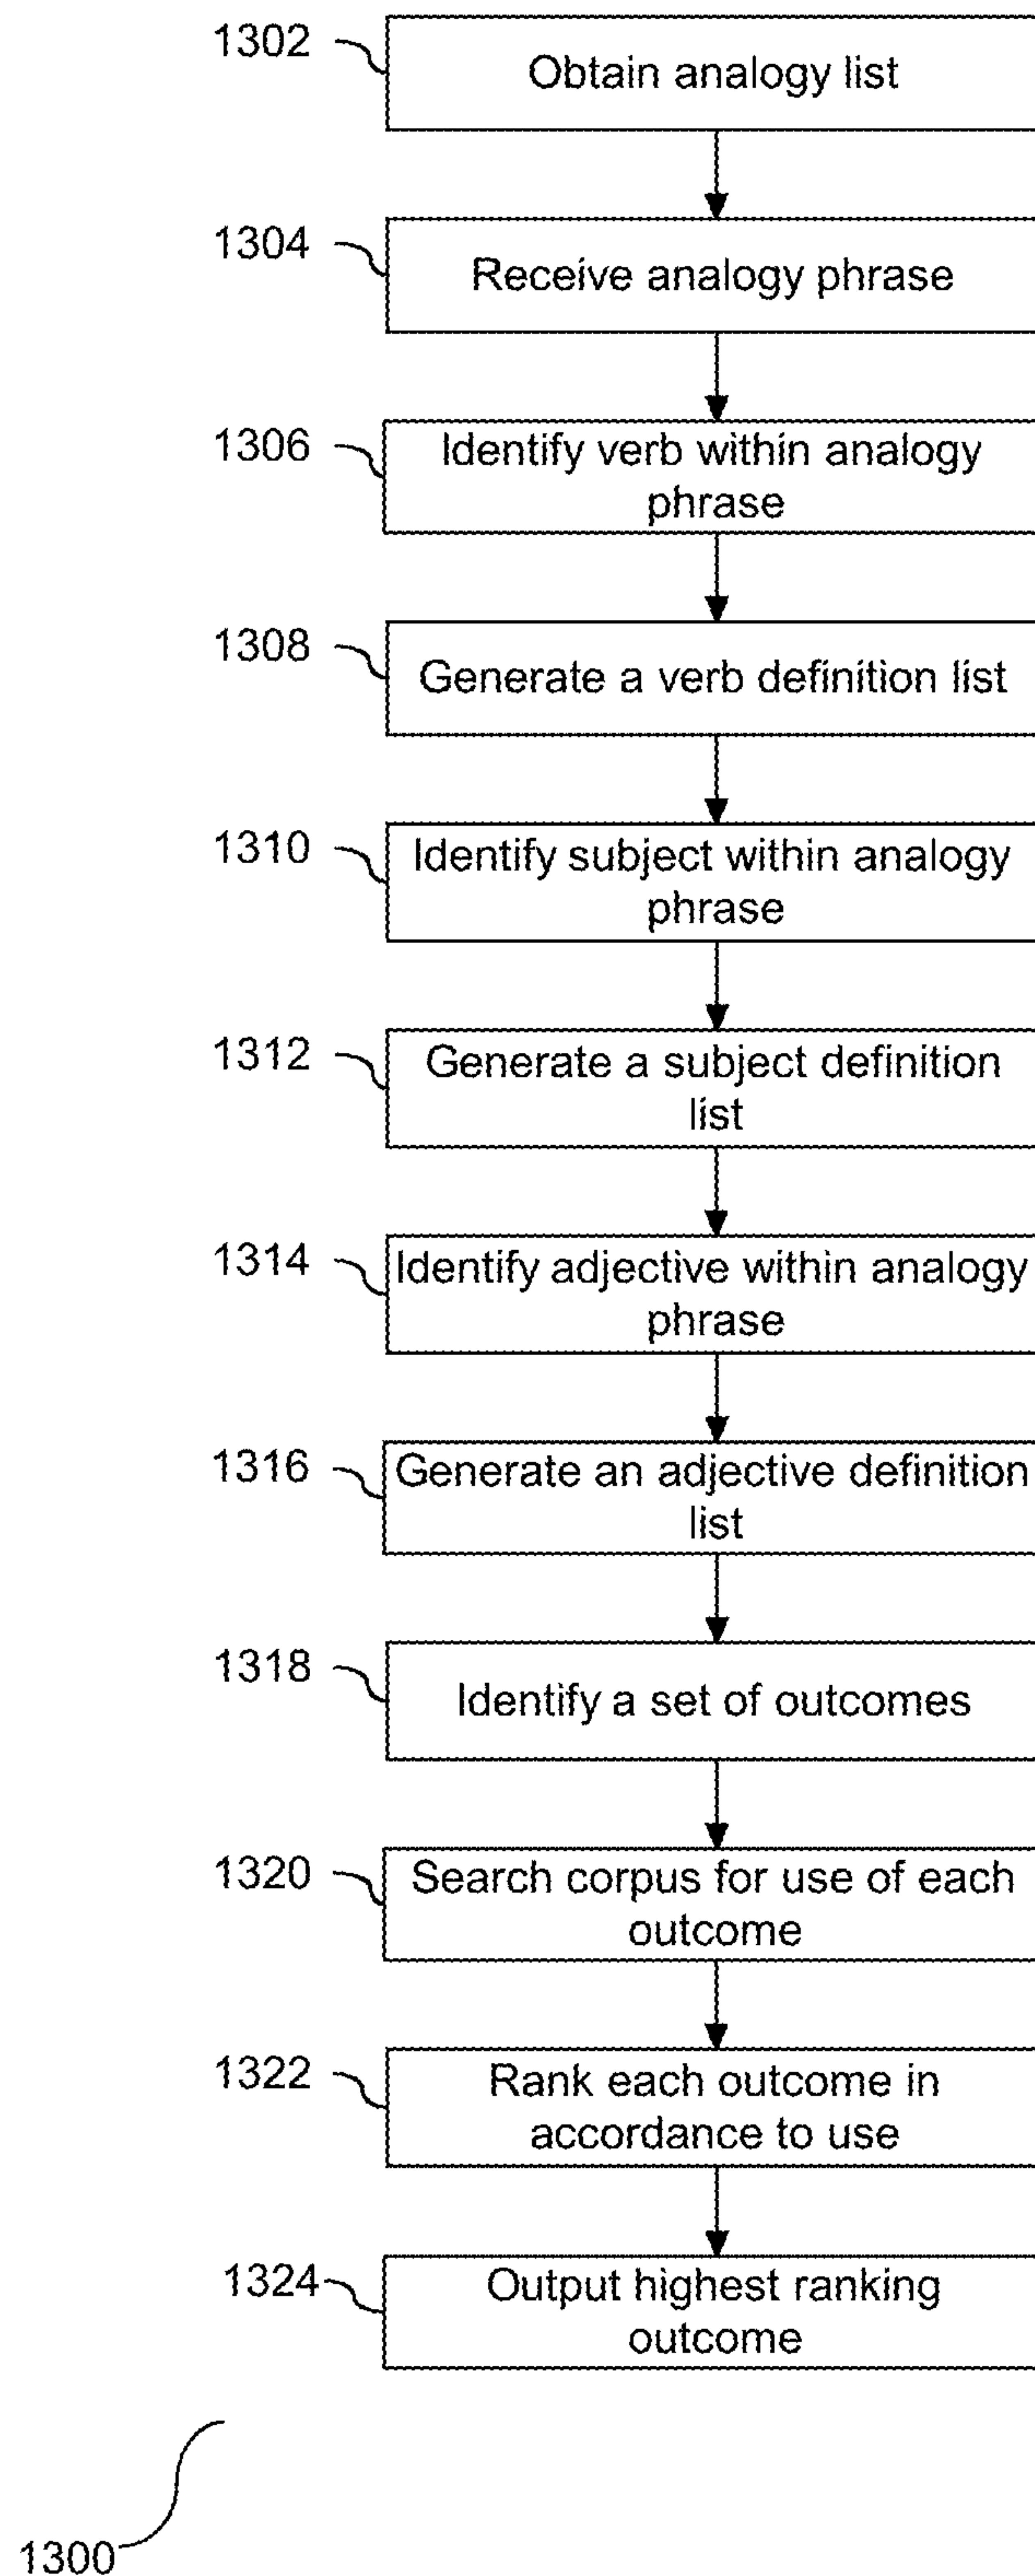 1302
Obtain analogy list
1304
Receive analogy phrase
1306
Identify verb within analogy
phrase
1308
Generate a verb definition list
1310
Identify subject within analogy
phrase
1312
Generate a subject definition
list
1314
Identify adjective within analogy
phrase
1316
Generate an adjective definition
list
1318
Identify a set of outcomes
1320
Search corpus for use of each
outcome
1322
Rank each outcome in
accordance to use
1324
Output highest ranking
outcome
1300